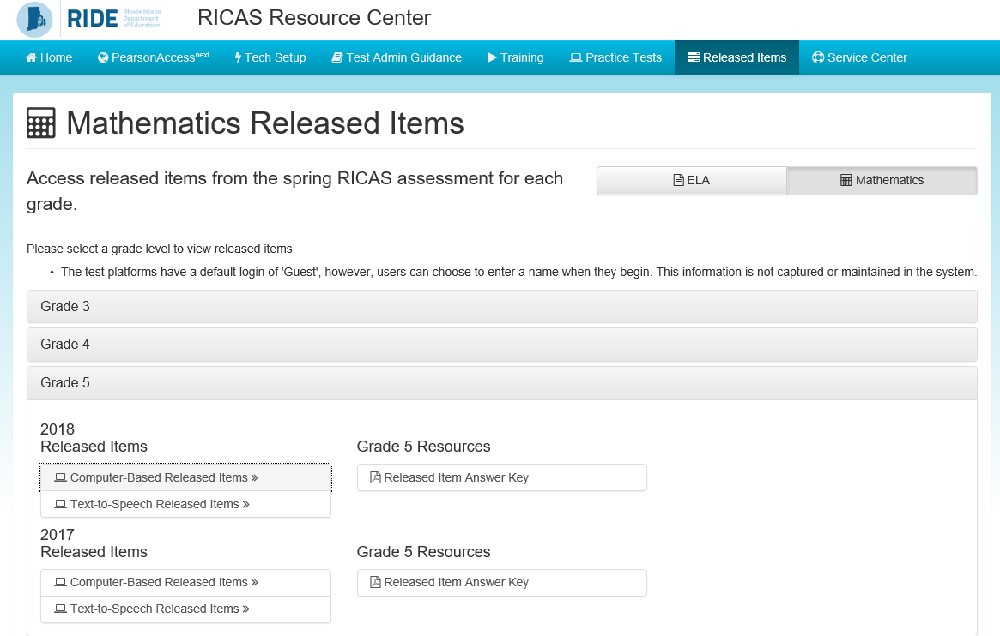 RIDE Rhode Island
Department
of Education
RICAS Resource Center
Home PearsonAccessnext Tech Setup Test Admin Guidance Training Practice Tests Released Items Service Center
Mathematics Released Items
Access released items from the spring RICAS assessment for each
grade.
ELA Mathematics
Please select a grade level to view released items.
• The test platforms have a default login of 'Guest', however, users can choose to enter a name when they begin. This information is not captured or maintained in the system.
Grade 3
Grade 4
Grade 5
2018
Released Items Grade 5 Resources
Computer-Based Released Items » Released Item Answer Key
Text-to-Speech Released Items »
2017
Released Items Grade 5 Resources
Computer-Based Released Items » Released Item Answer Key
Text-to-Speech Released Items »